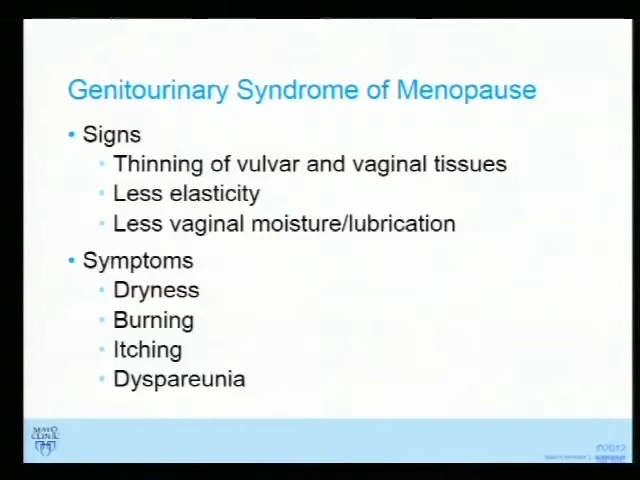 Genitourinary Syndrome of Menopause
• Signs
• Thinning of vulvar and vaginal tissues
• Less elasticity
• Less vaginal moisture/lubrication
• Symptoms
• Dryness
• Burning
• Itching
• Dyspareunia
MAYO
CLINIC
©2012